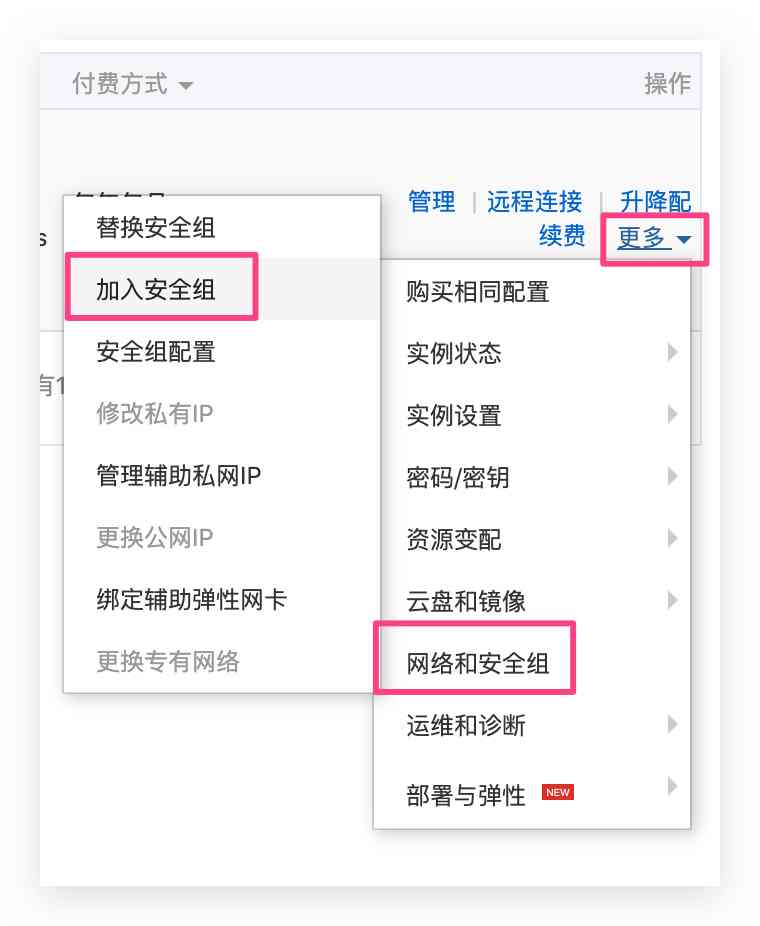 付费方式 操作
管理 | 远程连接 | 升降配
续费 更多
s
有1
替换安全组
加入安全组
安全组配置
修改私有IP
管理辅助私网IP
更换公网IP
绑定辅助弹性网卡
更换专有网络
购买相同配置
实例状态
实例设置
密码/密钥
资源变配
云盘和镜像
网络和安全组
运维和诊断
部署与弹性 NEW